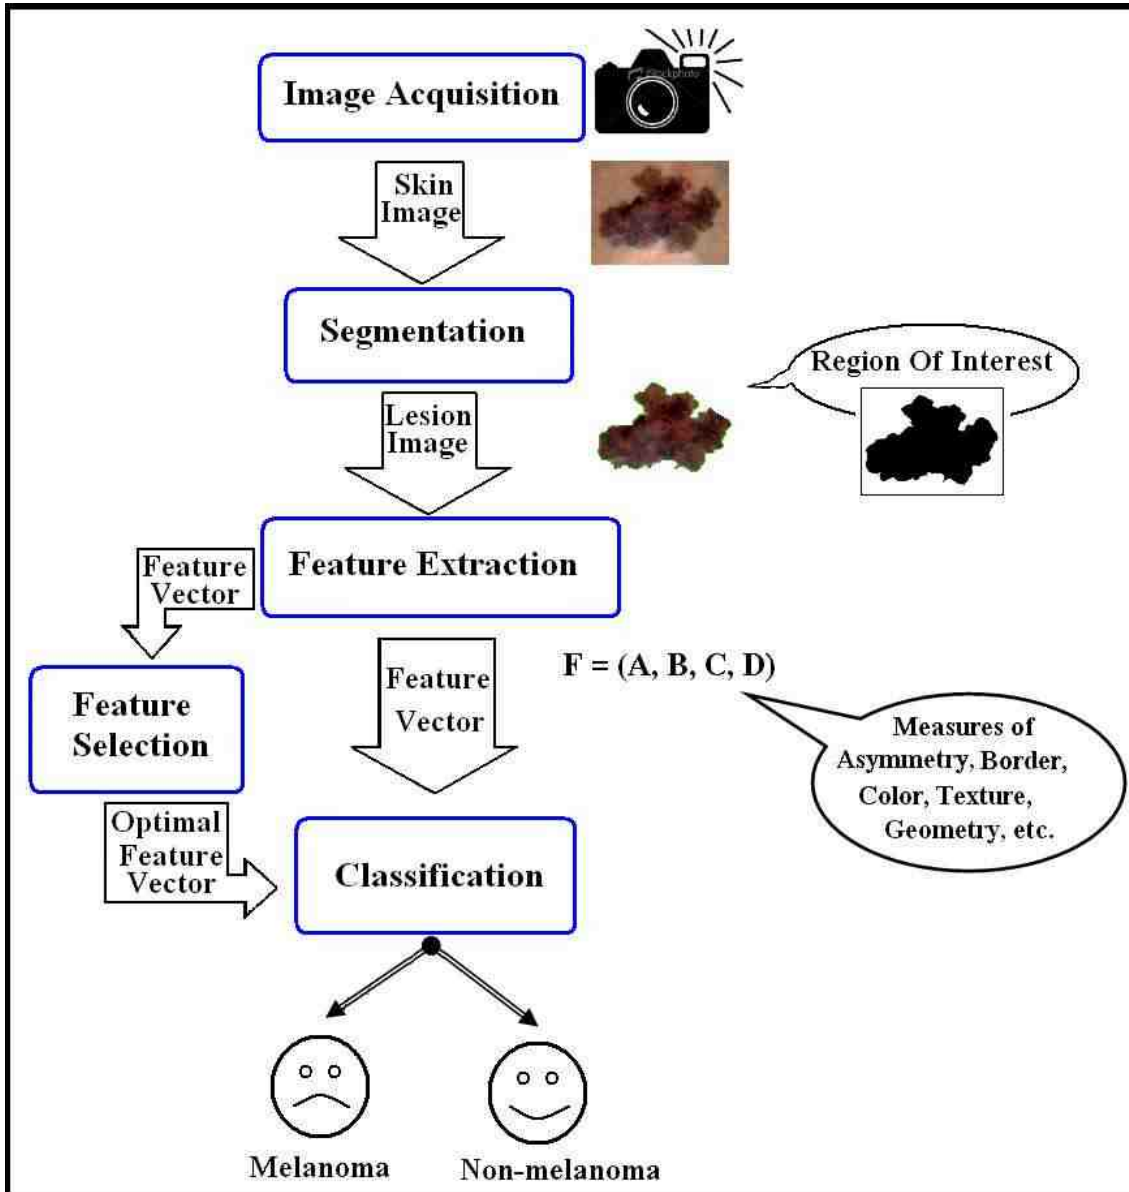 Image Acquisition
iStockphoto
Skin
Image
Segmentation
Region Of Interest
Lesion
Image
Feature Extraction
Feature
Vector
Feature
Vector
F = (A, B, C, D)
Feature
Selection
Measures of
Asymmetry, Border,
Color, Texture,
Geometry, etc.
Optimal
Feature
Vector
Classification
Melanoma
Non-melanoma